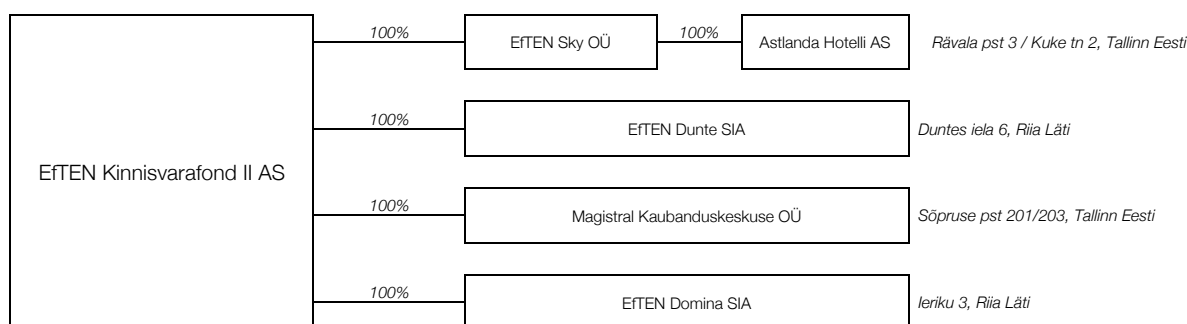 100%
EfTEN Sky OÜ
100%
Astlanda Hotelli AS
Rävala pst 3 / Kuke tn 2, Tallinn Eesti
100%
EfTEN Dunte SIA
Duntes iela 6, Riia Läti
EfTEN Kinnisvarafond II AS
100%
Magistral Kaubanduskeskuse OÜ
Sõpruse pst 201/203, Tallinn Eesti
100%
EfTEN Domina SIA
Ieriku 3, Riia Läti